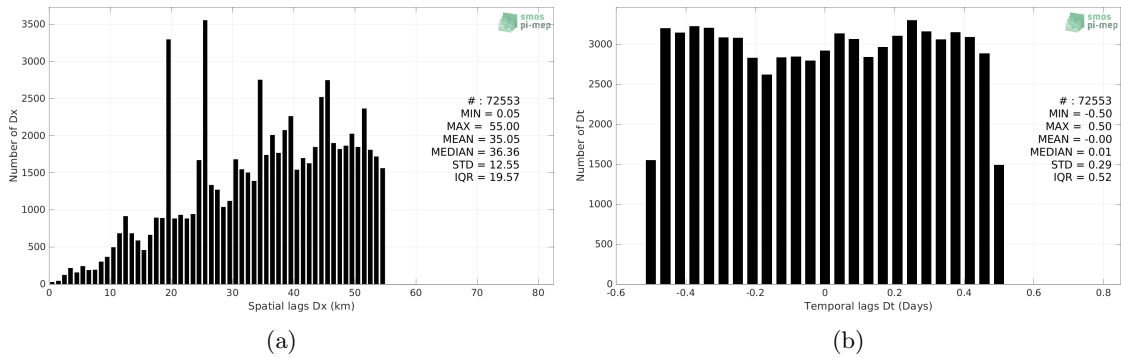 smos
pi-mep
3500
3000
2500
2000
1500
1000
500
0
Number of Dx
# : 72553
MIN = 0.05
MAX = 55.00
MEAN = 35.05
MEDIAN = 36.36
STD = 12.55
IQR = 19.57
0 10 20 30 40 50 60 70 80
Spatial lags Dx (km)
(a)
smos
pi-mep
3000
2500
2000
1500
1000
500
0
Number of Dt
# : 72553
MIN = -0.50
MAX = 0.50
MEAN = -0.00
MEDIAN = 0.01
STD = 0.29
IQR = 0.52
-0.6 -0.4 -0.2 0 0.2 0.4 0.6 0.8
Temporal lags Dt (Days)
(b)